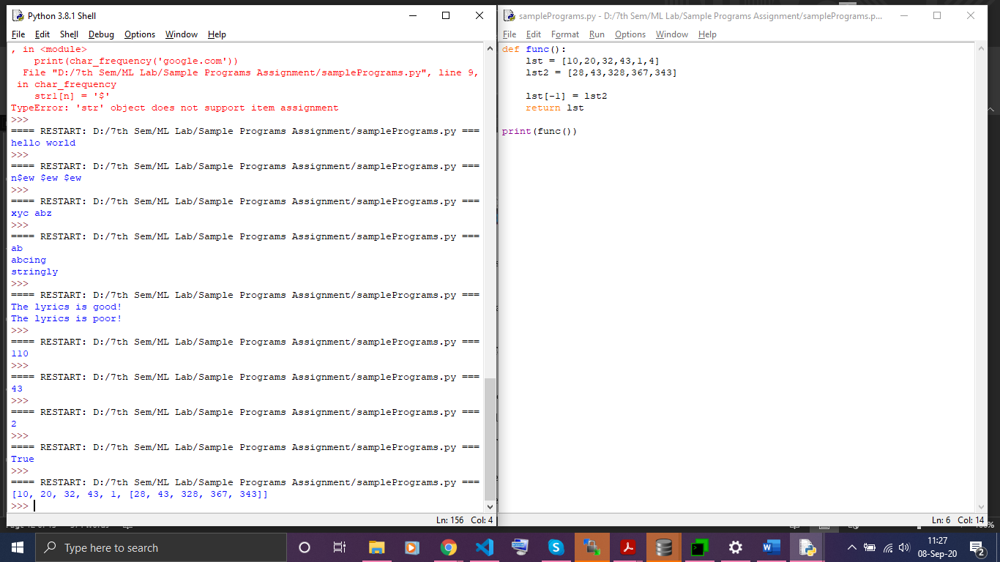 Python 3.8.1 Shell
File Edit Shell Debug Options Window Help
, in <module>
    print(char_frequency('google.com'))
  File "D:/7th Sem/ML Lab/Sample Programs Assignment/samplePrograms.py", line 9,
 in char_frequency
    str1[n] = '$'
TypeError: 'str' object does not support item assignment
>>>
==== RESTART: D:/7th Sem/ML Lab/Sample Programs Assignment/samplePrograms.py ===
hello world
>>>
==== RESTART: D:/7th Sem/ML Lab/Sample Programs Assignment/samplePrograms.py ===
n$ew $ew $ew
>>>
==== RESTART: D:/7th Sem/ML Lab/Sample Programs Assignment/samplePrograms.py ===
xyc abz
>>>
==== RESTART: D:/7th Sem/ML Lab/Sample Programs Assignment/samplePrograms.py ===
ab
abcing
stringly
>>>
==== RESTART: D:/7th Sem/ML Lab/Sample Programs Assignment/samplePrograms.py ===
The lyrics is good!
The lyrics is poor!
>>>
==== RESTART: D:/7th Sem/ML Lab/Sample Programs Assignment/samplePrograms.py ===
110
>>>
==== RESTART: D:/7th Sem/ML Lab/Sample Programs Assignment/samplePrograms.py ===
43
>>>
==== RESTART: D:/7th Sem/ML Lab/Sample Programs Assignment/samplePrograms.py ===
2
>>>
==== RESTART: D:/7th Sem/ML Lab/Sample Programs Assignment/samplePrograms.py ===
True
>>>
==== RESTART: D:/7th Sem/ML Lab/Sample Programs Assignment/samplePrograms.py ===
[10, 20, 32, 43, 1, [28, 43, 328, 367, 343]]
>>>
Ln: 156 Col: 4
samplePrograms.py - D:/7th Sem/ML Lab/Sample Programs Assignment/samplePrograms.p...
File Edit Format Run Options Window Help
def func():
    lst = [10,20,32,43,1,4]
    lst2 = [28,43,328,367,343]
    lst[-1] = lst2
    return lst
print(func())
Ln: 6 Col: 14
Type here to search
11:27
08-Sep-20
2